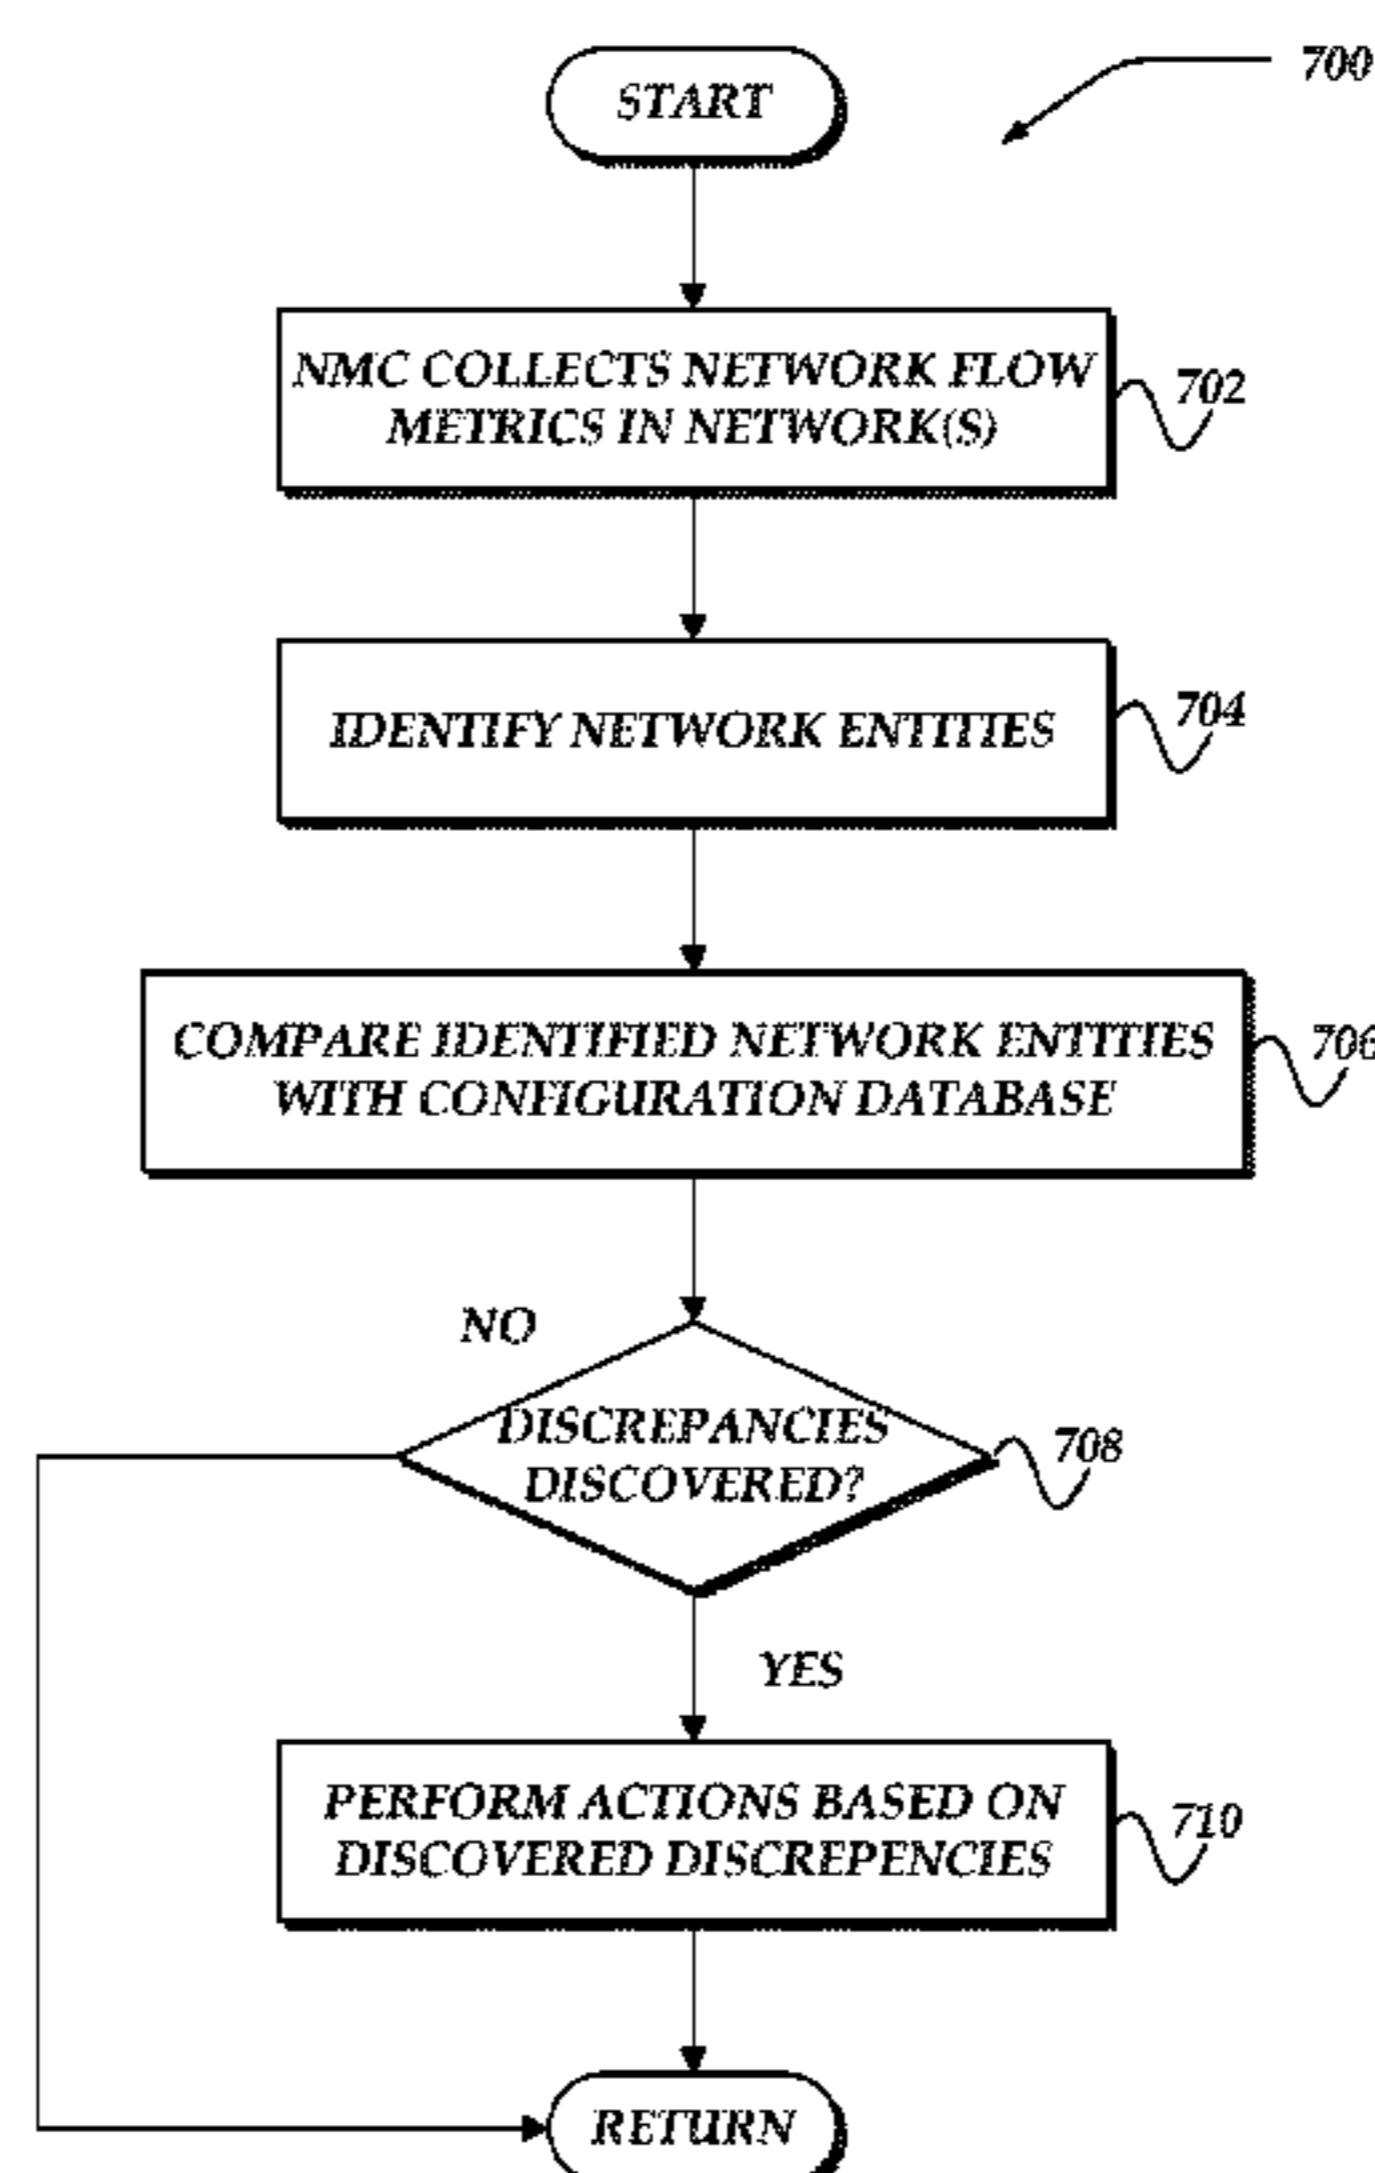 START
700
NMC COLLECTS NETWORK FLOW
METRICS IN NETWORK(S)
702
IDENTIFY NETWORK ENTITIES
704
COMPARE IDENTIFIED NETWORK ENTITIES
WITH CONFIGURATION DATABASE
706
NO
DISCREPANCIES
DISCOVERED?
708
YES
PERFORM ACTIONS BASED ON
DISCOVERED DISCREPENCIES
710
RETURN